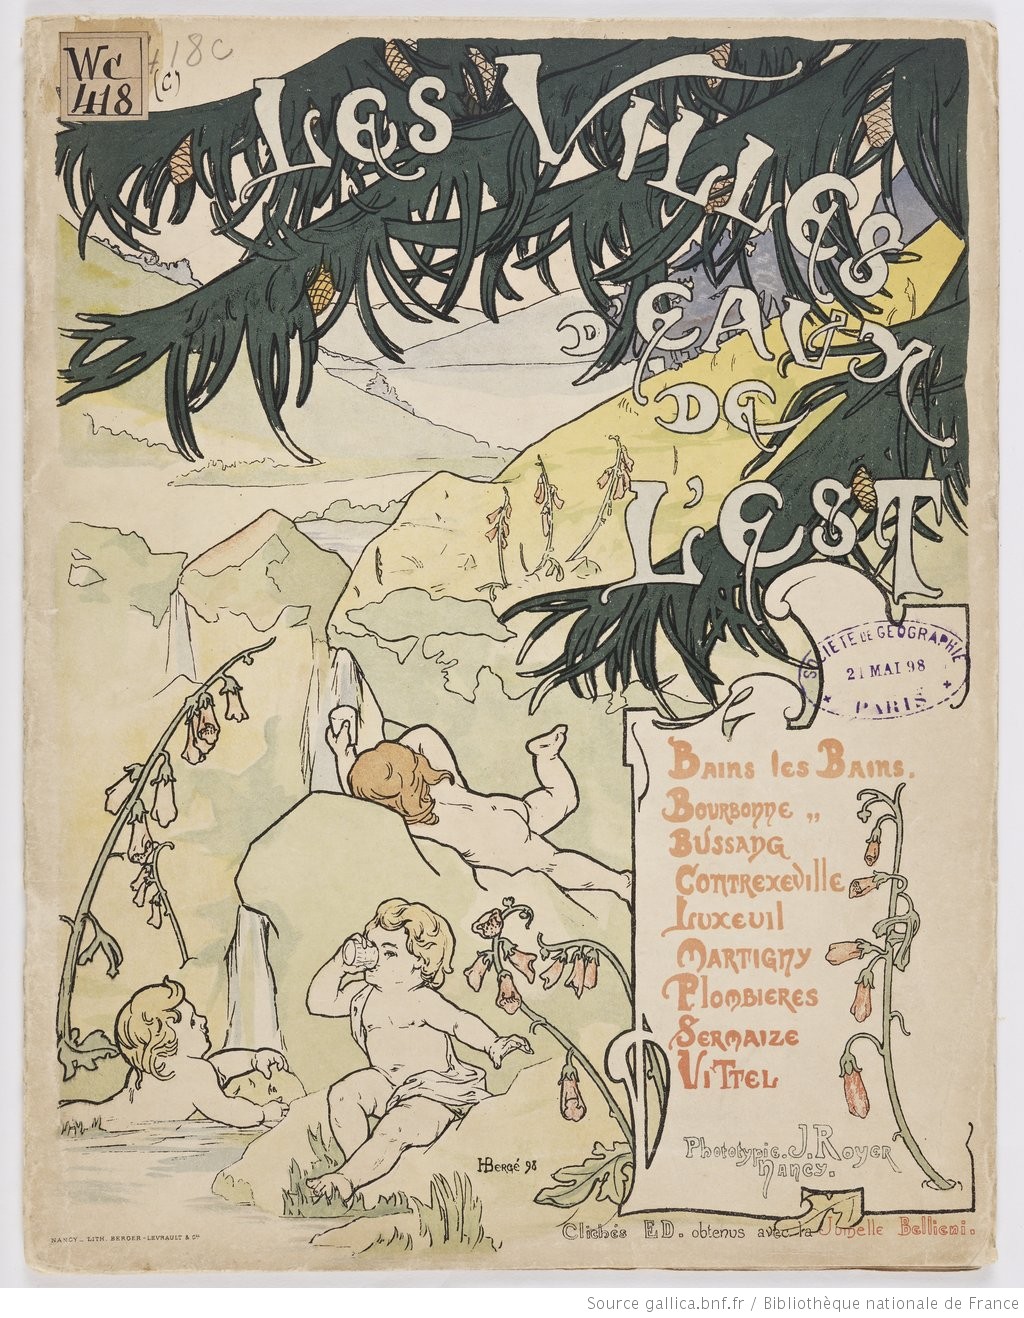 Wc
418
418c
(c)
LES VILLES
D'EAUX
DE
L'EST
SOCIÉTÉ DE GÉOGRAPHIE
21 MAI 98
PARIS
BAINS LES BAINS.
BOURBONNE „
BUSSANG
CONTREXEVILLE
LUXEUIL
MARTIGNY
PLOMBIERES
SERMAIZE
VITTEL
Phototypie. J. ROYER
NANCY.
HBERGÉ 98
Clichés E.D. obtenus avec la Jumelle Bellieni.
NANCY _ LITH. BERGER-LEVRAULT & Cie
Source gallica.bnf.fr / Bibliothèque nationale de France